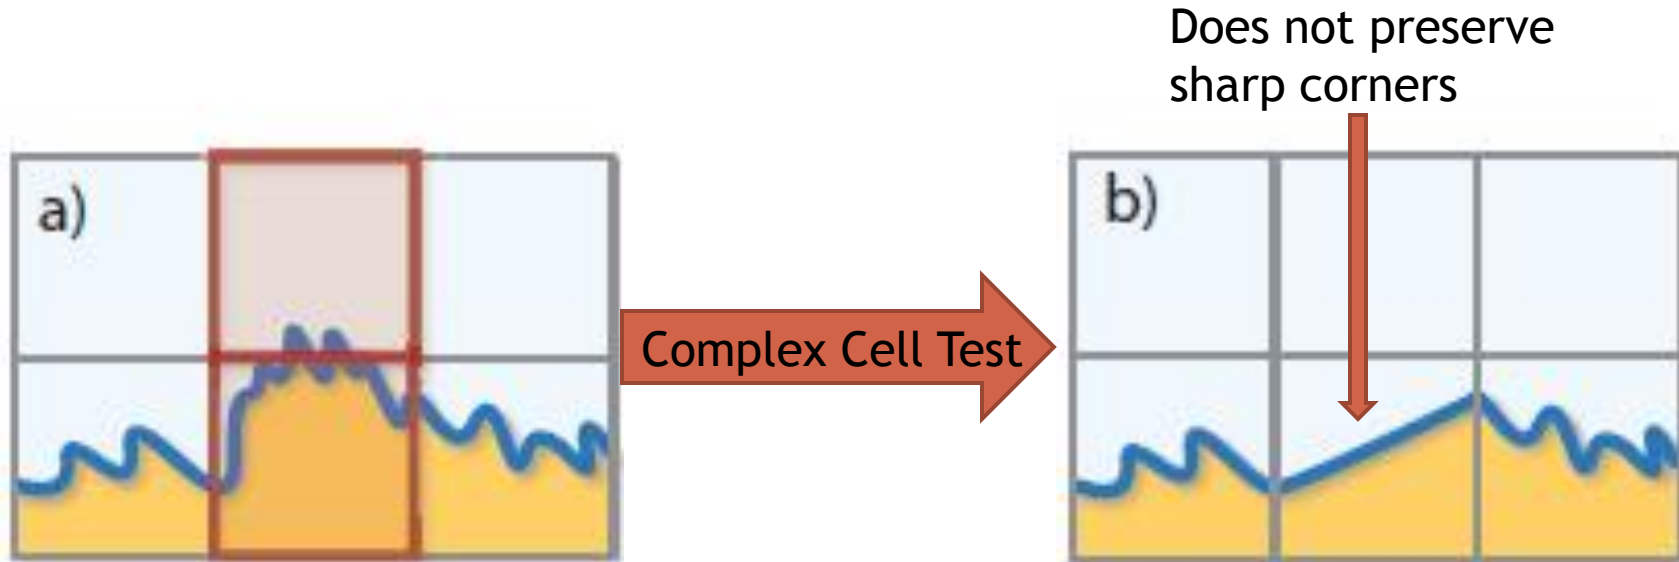 Does not preserve
sharp corners
a)
Complex Cell Test
b)